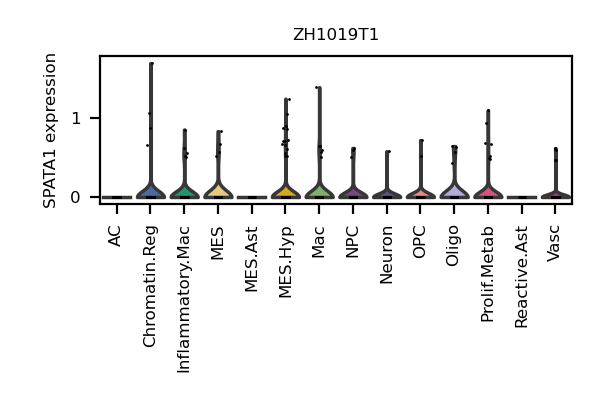 ZH1019T1
SPATA1 expression
1
0
AC
Chromatin.Reg
Inflammatory.Mac
MES
MES.Ast
MES.Hyp
Mac
NPC
Neuron
OPC
Oligo
Prolif.Metab
Reactive.Ast
Vasc